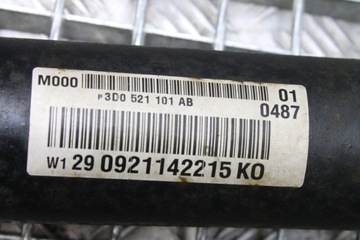 M000 01
P 3D0 521 101 AB 0487
W1 29 0921142215 KO